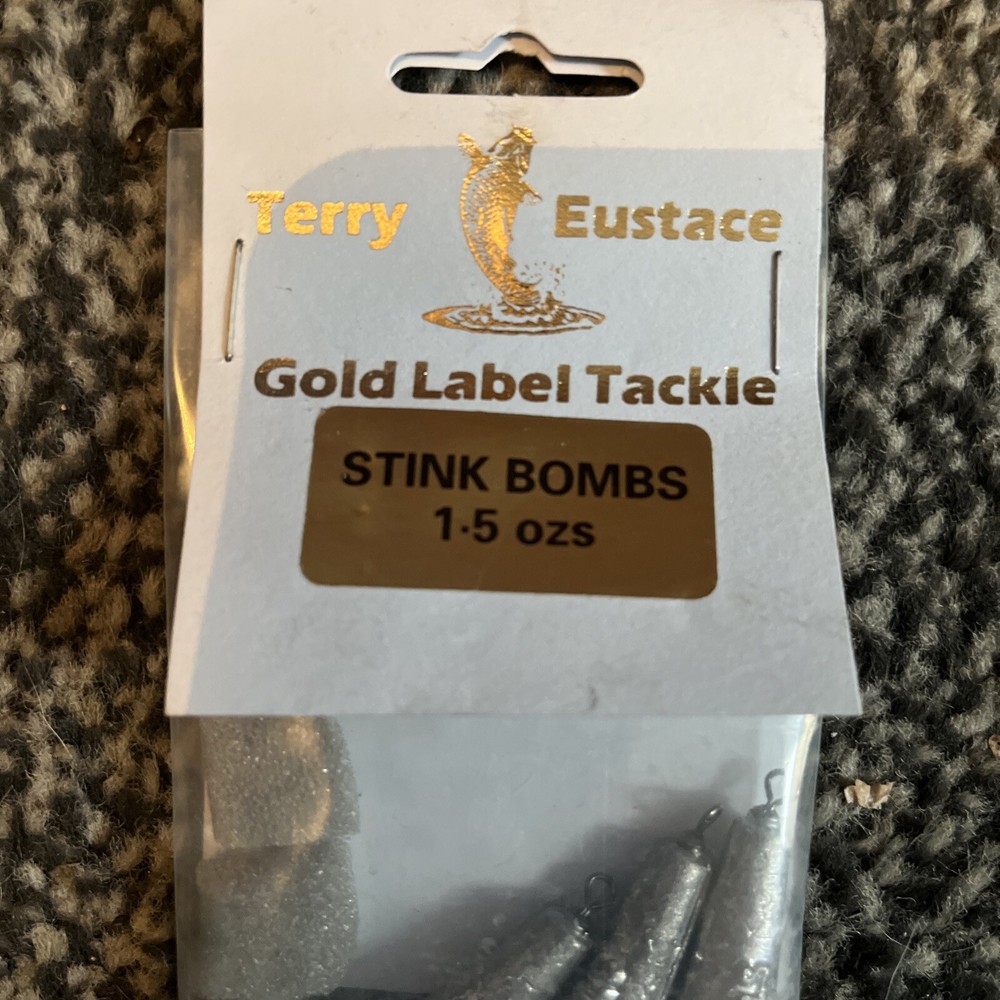 Terry Eustace
Gold Label Tackle
STINK BOMBS
1·5 ozs